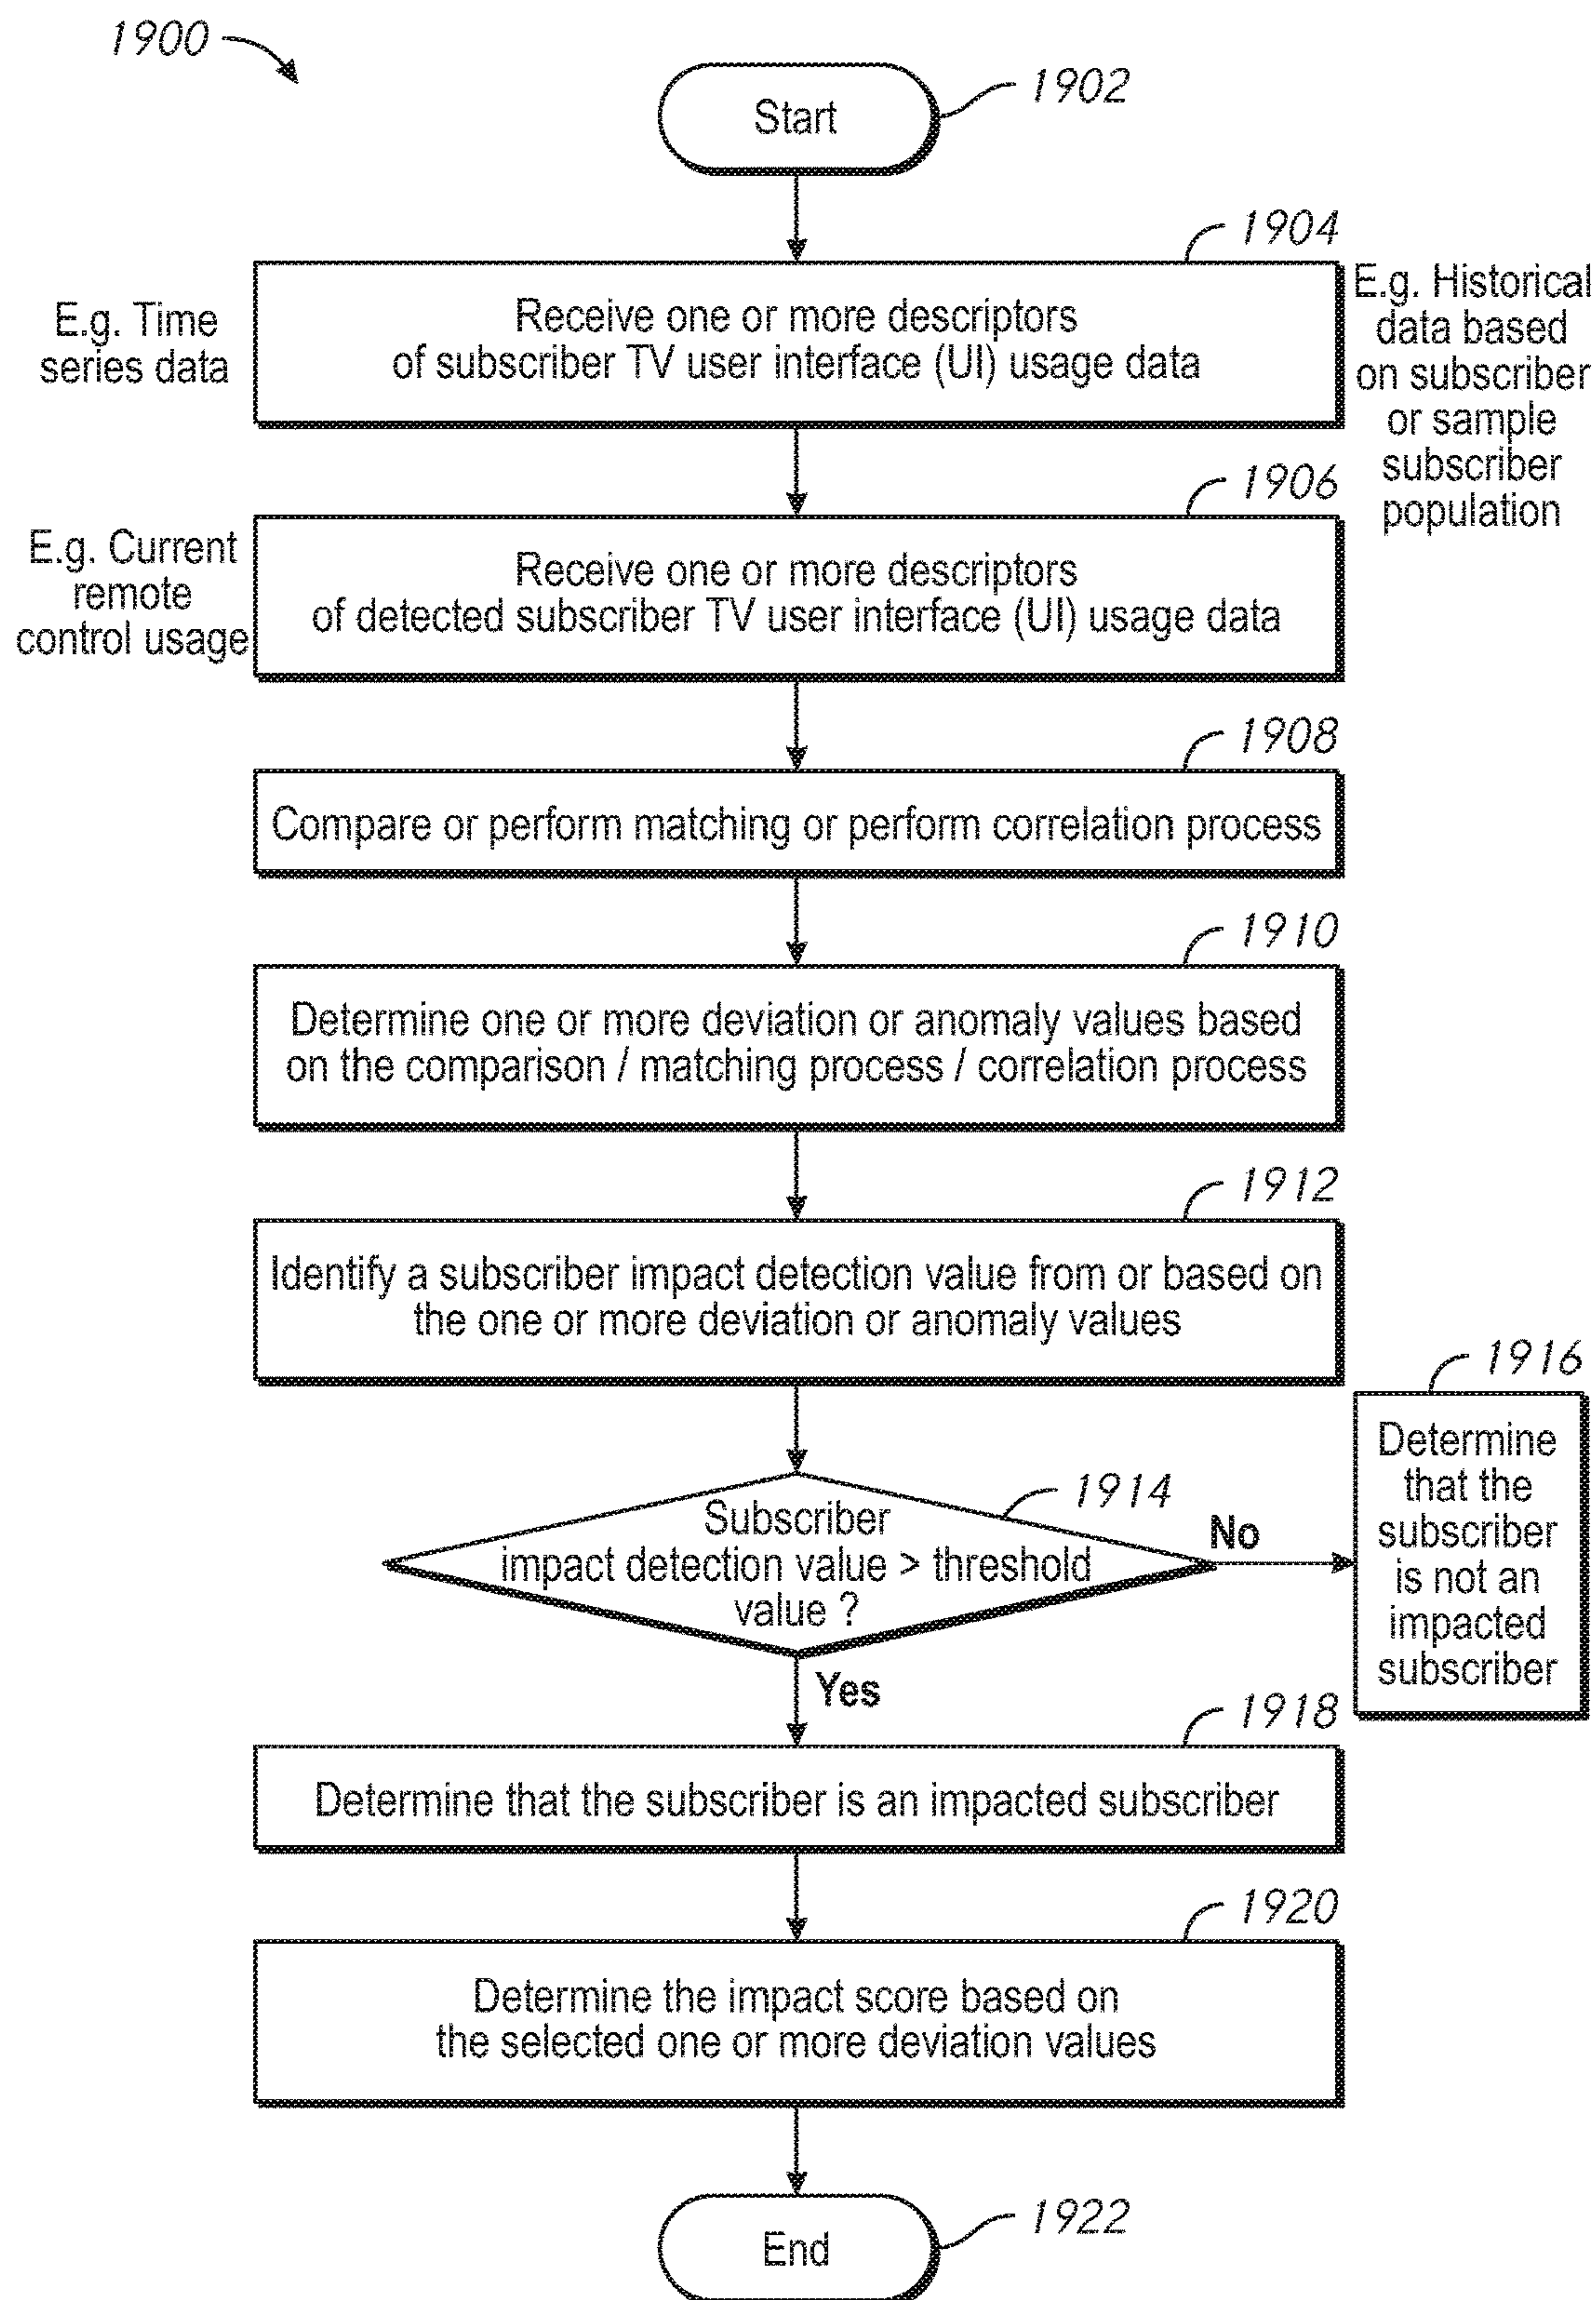 1900
Start
1902
1904
E.g. Time
series data
Receive one or more descriptors
of subscriber TV user interface (UI) usage data
E.g. Historical
data based
on subscriber
or sample
subscriber
population
1906
E.g. Current
remote
control usage
Receive one or more descriptors
of detected subscriber TV user interface (UI) usage data
1908
Compare or perform matching or perform correlation process
1910
Determine one or more deviation or anomaly values based
on the comparison / matching process / correlation process
1912
Identify a subscriber impact detection value from or based on
the one or more deviation or anomaly values
1914
Subscriber
impact detection value > threshold
value ?
No
1916
Determine
that the
subscriber
is not an
impacted
subscriber
Yes
1918
Determine that the subscriber is an impacted subscriber
1920
Determine the impact score based on
the selected one or more deviation values
End
1922